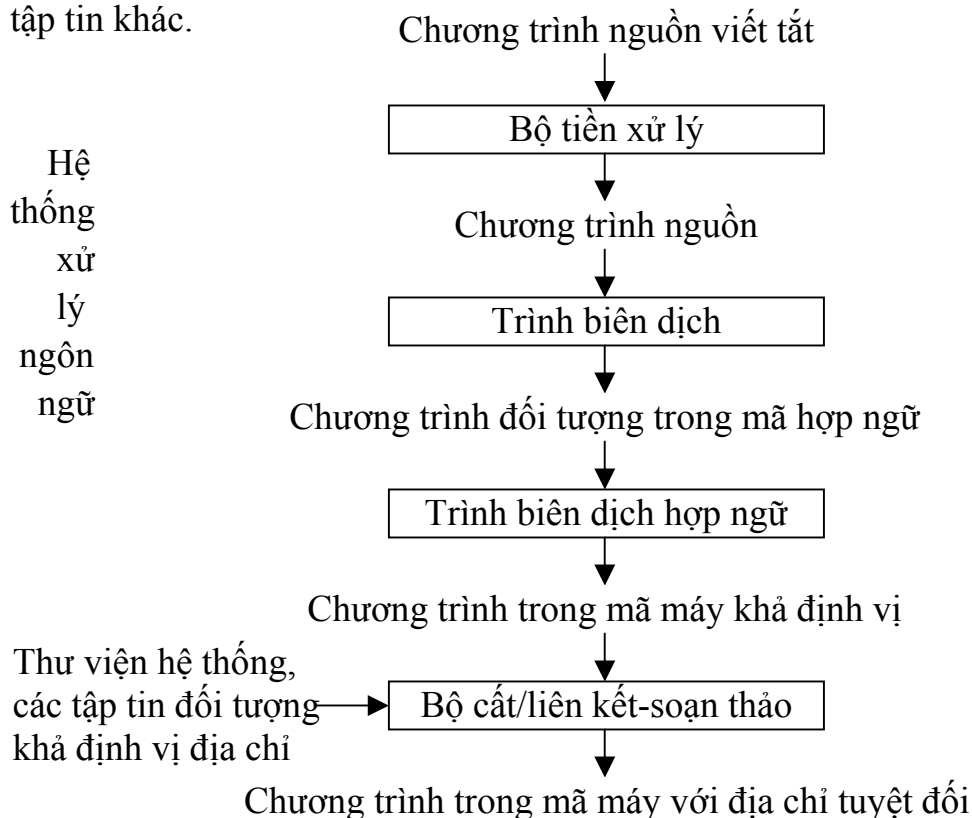 tập tin khác.
Chương trình nguồn viết tắt
Bộ tiền xử lý
Hệ
thống
xử
lý
ngôn
ngữ
Chương trình nguồn
Trình biên dịch
Chương trình đối tượng trong mã hợp ngữ
Trình biên dịch hợp ngữ
Chương trình trong mã máy khả định vị
Thư viện hệ thống,
các tập tin đối tượng
khả định vị địa chỉ
Bộ cất/liên kết-soạn thảo
Chương trình trong mã máy với địa chỉ tuyệt đối